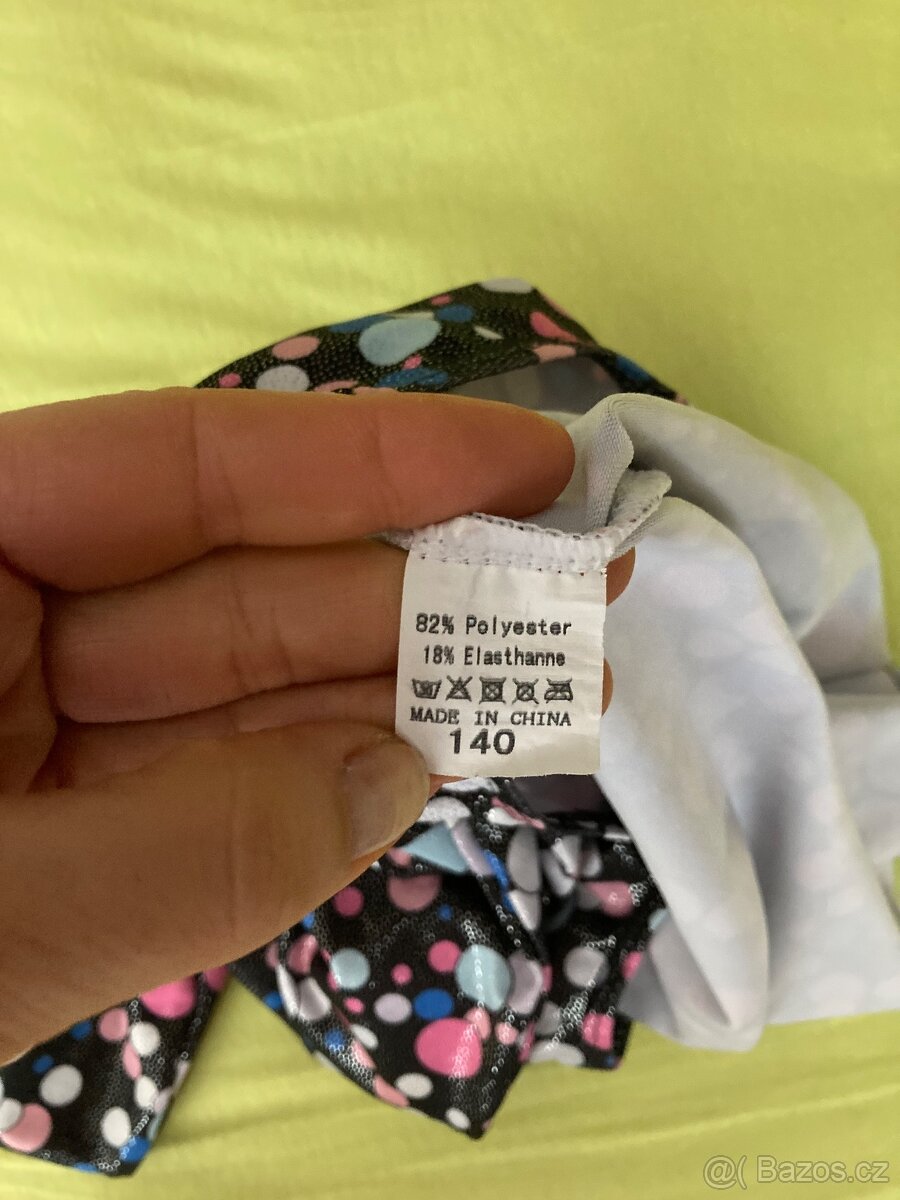 82% Polyester
18% Elasthanne
MADE IN CHINA
140
@( Bazos.cz